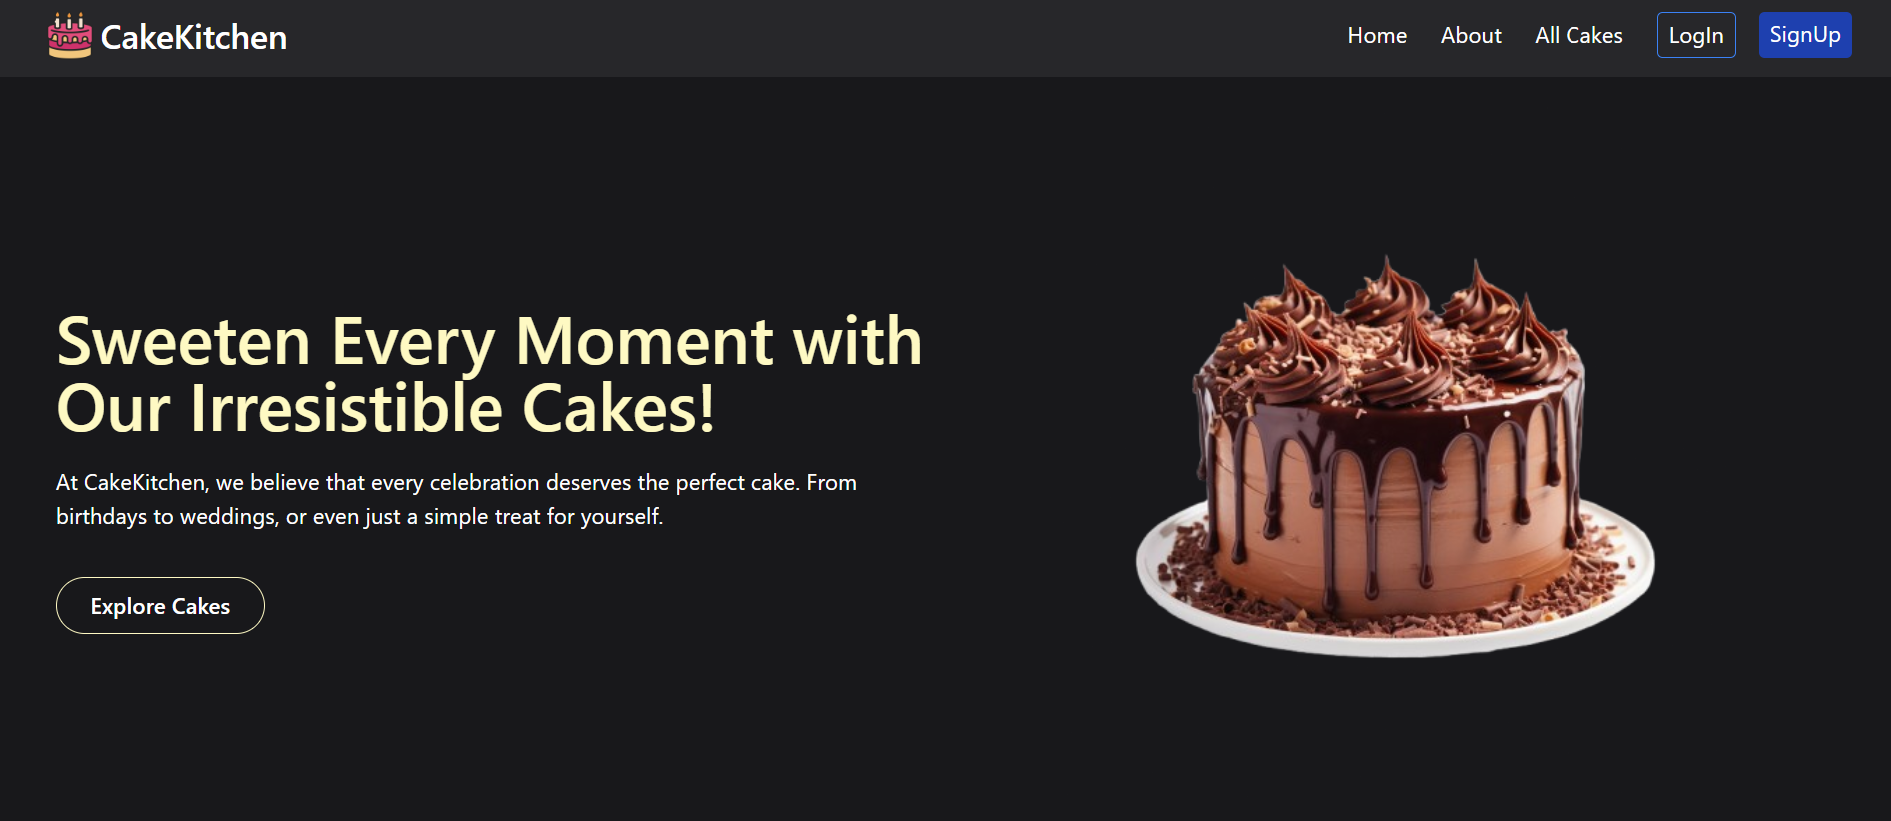 CakeKitchen
Home
About
All Cakes
LogIn
SignUp
Sweeten Every Moment with
Our Irresistible Cakes!
At CakeKitchen, we believe that every celebration deserves the perfect cake. From
birthdays to weddings, or even just a simple treat for yourself.
Explore Cakes